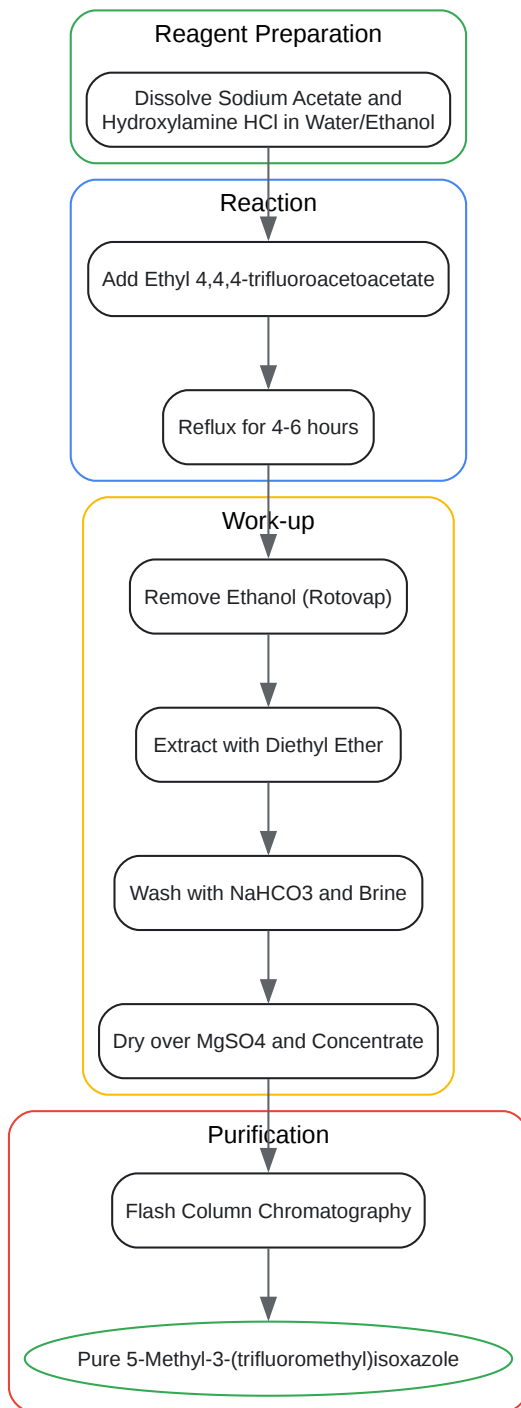 Reagent Preparation
Dissolve Sodium Acetate and
Hydroxylamine HCl in Water/Ethanol
Reaction
Add Ethyl 4,4,4-trifluoroacetoacetate
Reflux for 4-6 hours
Work-up
Remove Ethanol (Rotovap)
Extract with Diethyl Ether
Wash with NaHCO3 and Brine
Dry over MgSO4 and Concentrate
Purification
Flash Column Chromatography
Pure 5-Methyl-3-(trifluoromethyl)isoxazole